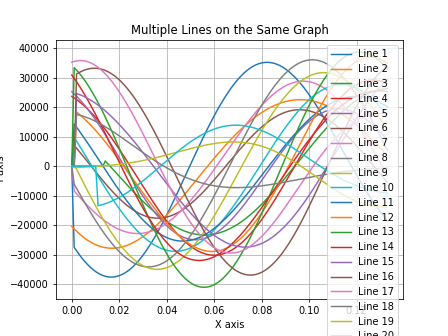 Multiple Lines on the Same Graph
40000
30000
20000
10000
0
−10000
−20000
−30000
−40000
0.00 0.02 0.04 0.06 0.08 0.10
X axis
Line 1
Line 2
Line 3
Line 4
Line 5
Line 6
Line 7
Line 8
Line 9
Line 10
Line 11
Line 12
Line 13
Line 14
Line 15
Line 16
Line 17
Line 18
Line 19
Line 20